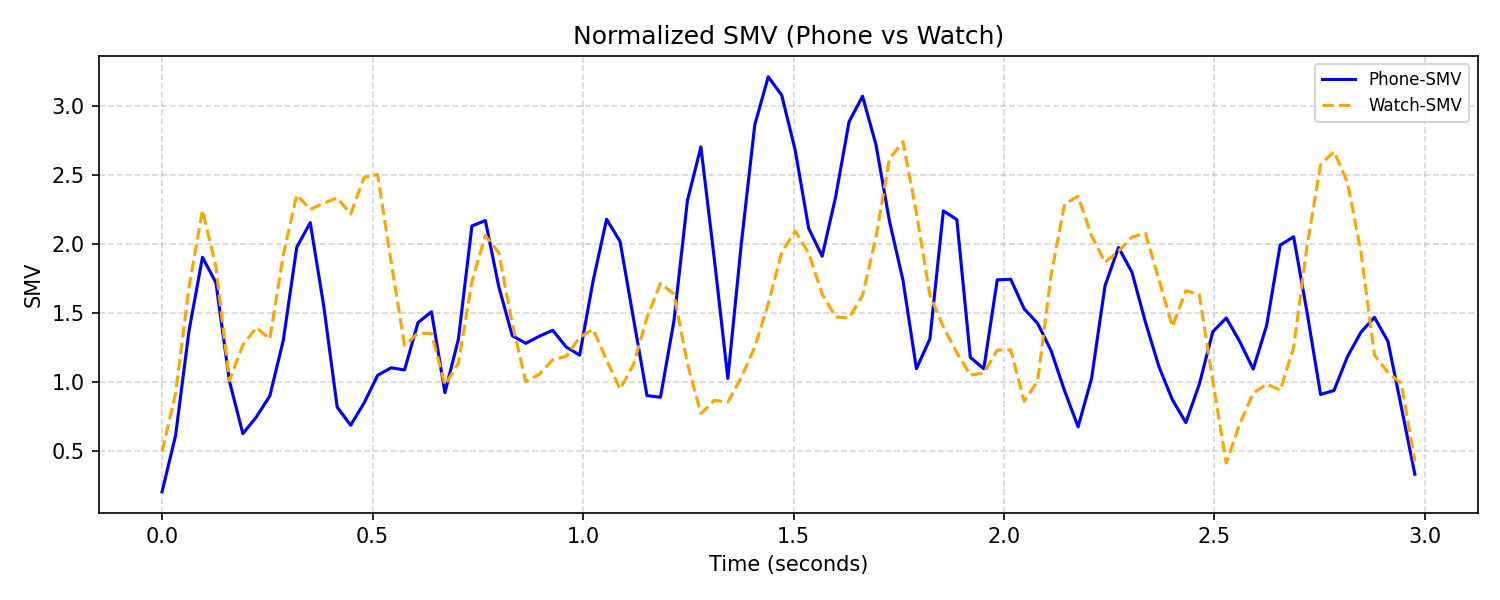 Normalized SMV (Phone vs Watch)
Phone-SMV
Watch-SMV
SMV
3.0
2.5
2.0
1.5
1.0
0.5
0.0 0.5 1.0 1.5 2.0 2.5 3.0
Time (seconds)